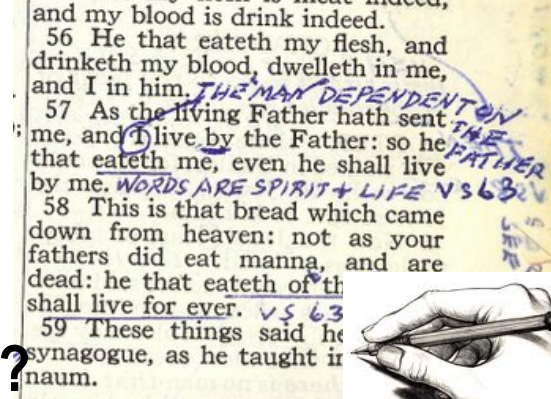 and my blood is drink indeed.
56 He that eateth my flesh, and
drinketh my blood, dwelleth in me,
and I in him. THE MAN DEPENDENT ON
57 As the living Father hath sent THE
me, and I live by the Father: so he FATHER
that eateth me, even he shall live
by me. WORDS ARE SPIRIT + LIFE VS 63
58 This is that bread which came
down from heaven: not as your
fathers did eat manna, and are
dead: he that eateth of th
shall live for ever. VS 63
59 These things said he
synagogue, as he taught in
naum.
?